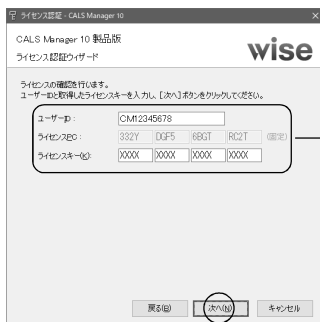 ライセンス認証 - CALS Manager 10
CALS Manager 10 製品版
ライセンス認証ウィザード
wise
ライセンスの確認を行います。
ユーザーIDと取得したライセンスキーを入力し、[次へ]ボタンをクリックしてください。
ユーザーID: CM12345678
ライセンスPC: 332Y DGF5 6BGT RC2T (固定)
ライセンスキー(K): XXXX XXXX XXXX XXXX
戻る(B) 次へ(N) キャンセル